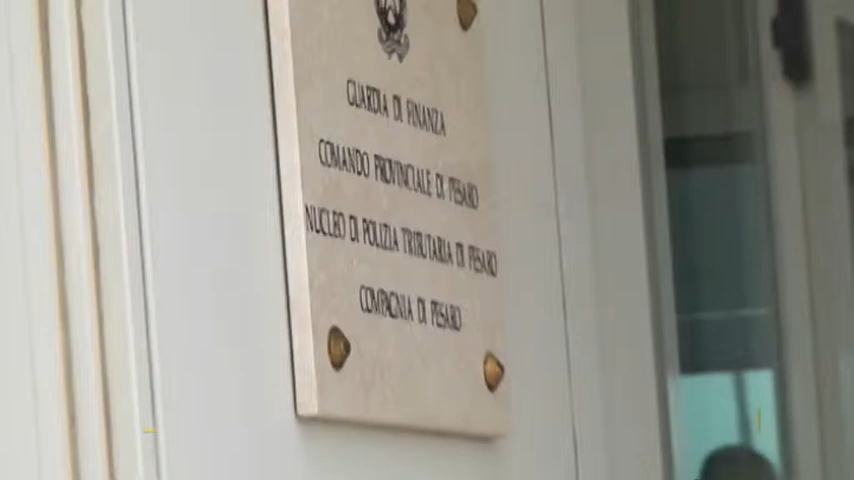 GUARDIA DI FINANZA
COMANDO PROVINCIALE DI PESARO
NUCLEO DI POLIZIA TRIBUTARIA DI PESARO
COMPAGNIA DI PESARO